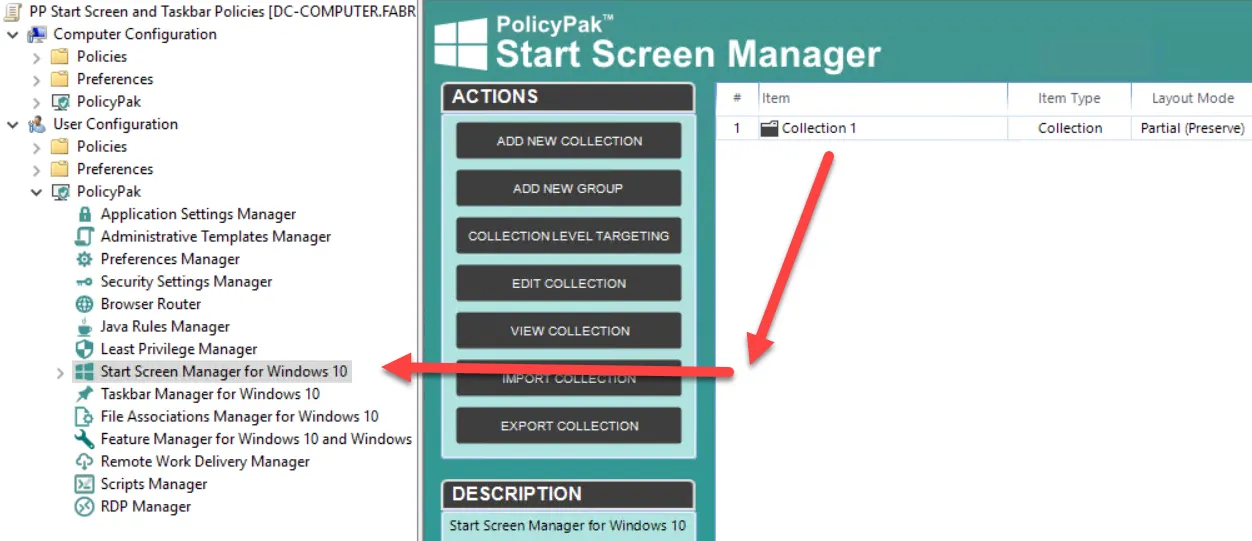 PP Start Screen and Taskbar Policies [DC-COMPUTER.FABR
Computer Configuration
Policies
Preferences
PolicyPak
User Configuration
Policies
Preferences
PolicyPak
Application Settings Manager
Administrative Templates Manager
Preferences Manager
Security Settings Manager
Browser Router
Java Rules Manager
Least Privilege Manager
Start Screen Manager for Windows 10
Taskbar Manager for Windows 10
File Associations Manager for Windows 10
Feature Manager for Windows 10 and Windows
Remote Work Delivery Manager
Scripts Manager
RDP Manager
PolicyPak™
Start Screen Manager
ACTIONS
ADD NEW COLLECTION
ADD NEW GROUP
COLLECTION LEVEL TARGETING
EDIT COLLECTION
VIEW COLLECTION
IMPORT COLLECTION
EXPORT COLLECTION
DESCRIPTION
Start Screen Manager for Windows 10
# Item Item Type Layout Mode
1 Collection 1 Collection Partial (Preserve)